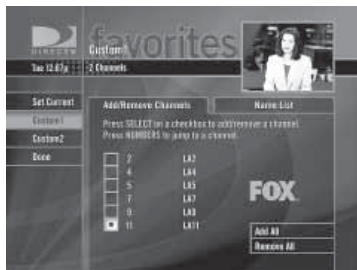 favorites
DIRECTV
Custom1
Tue 12:07p
2 Channels
Set Current
Custom1
Custom2
Done
Add/Remove Channels
Name List
Press SELECT on a checkbox to add/remove a channel.
Press NUMBERS to jump to a channel.
2 LA2
4 LA4
5 LA5
7 LA7
9 LA9
11 LA11
FOX
Add All
Remove All